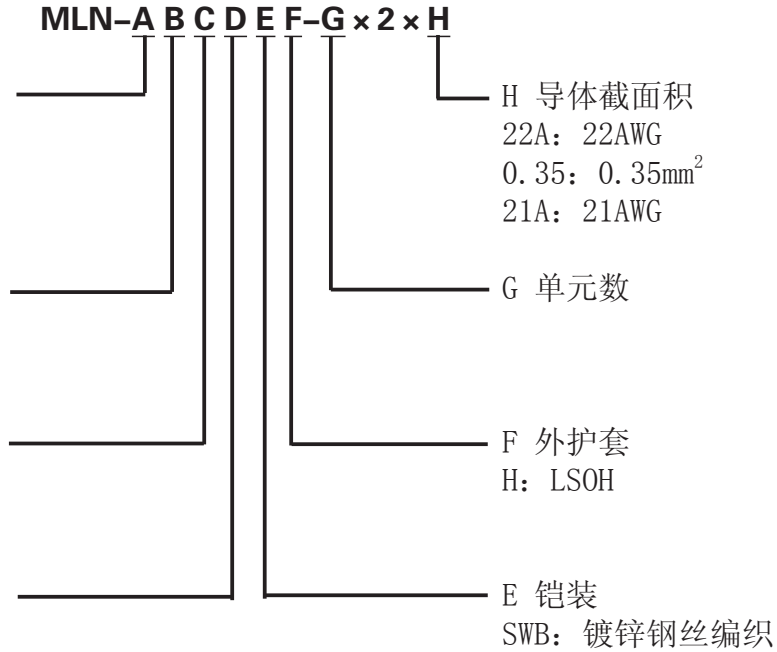 MLN–A B C D E F–G × 2 × H
H 导体截面积
22A：22AWG
0.35：0.35mm²
21A：21AWG
G 单元数
F 外护套
H：LSOH
E 铠装
SWB：镀锌钢丝编织